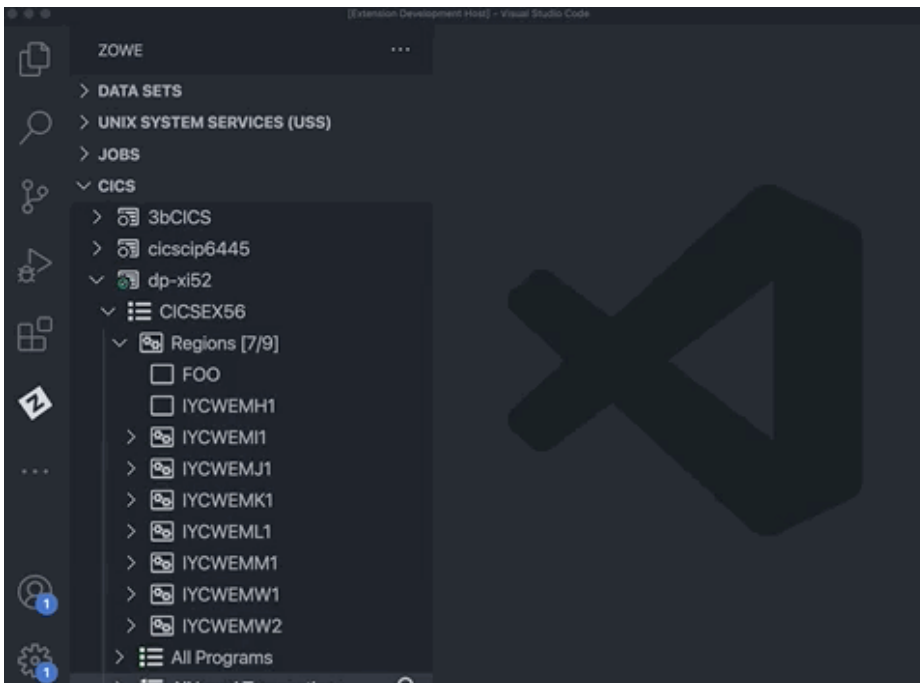 [Extension Development Host] - Visual Studio Code
ZOWE
DATA SETS
UNIX SYSTEM SERVICES (USS)
JOBS
CICS
3bCICS
cicscip6445
dp-xi52
CICSEX56
Regions [7/9]
FOO
IYCWEMH1
IYCWEMI1
IYCWEMJ1
IYCWEMK1
IYCWEML1
IYCWEMM1
1
IYCWEMW1
IYCWEMW2
All Programs
1